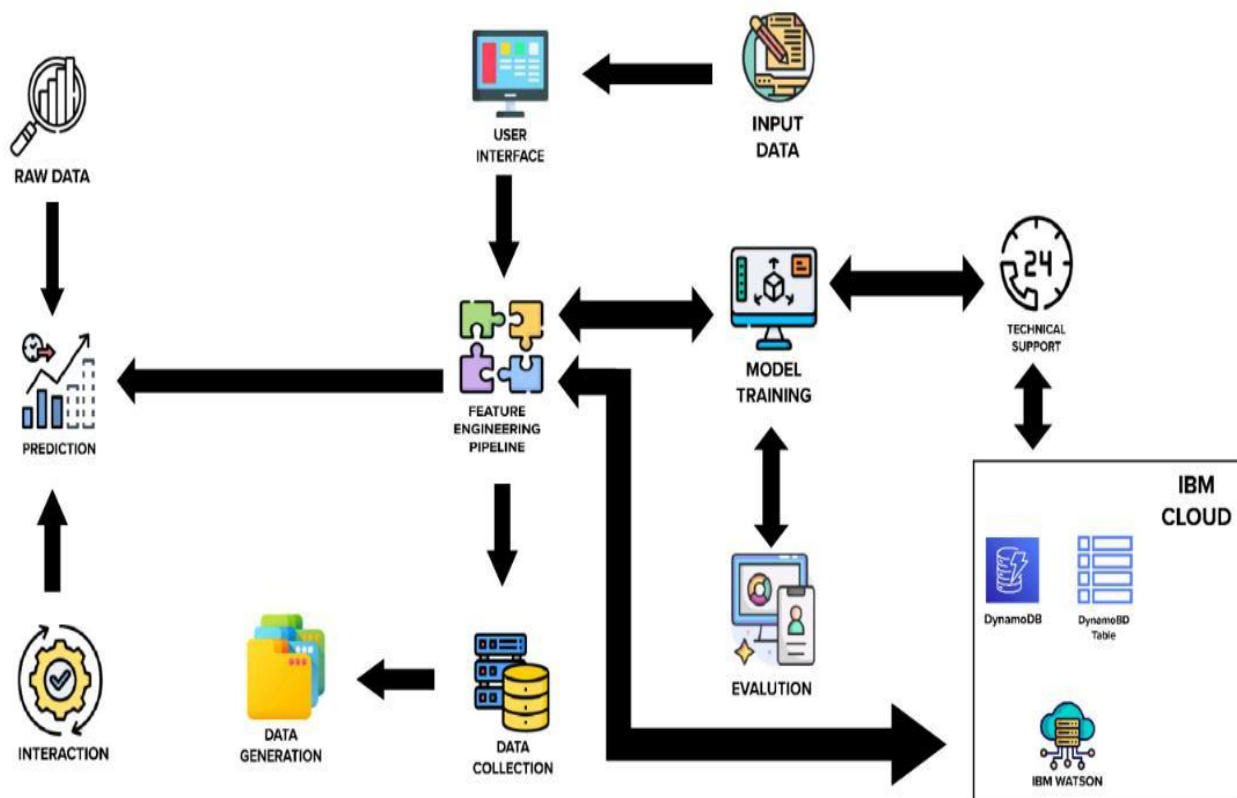 INPUT
DATA
USER
INTERFACE
RAW DATA
24
TECHNICAL
SUPPORT
MODEL
TRAINING
FEATURE
ENGINEERING
PIPELINE
PREDICTION
IBM
CLOUD
DynamoDB
DynamoBD
Table
EVALUTION
DATA
GENERATION
DATA
COLLECTION
INTERACTION
IBM WATSON